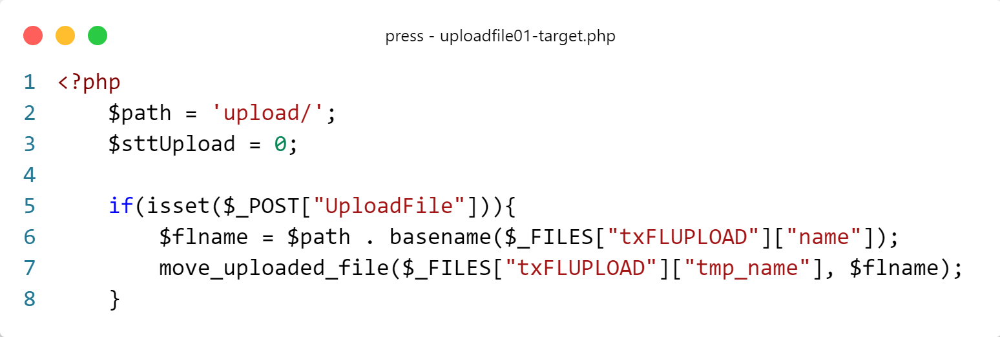 press - uploadfile01-target.php
1 <?php
2     $path = 'upload/';
3     $sttUpload = 0;
4
5     if(isset($_POST["UploadFile"])){
6         $flname = $path . basename($_FILES["txFLUPLOAD"]["name"]);
7         move_uploaded_file($_FILES["txFLUPLOAD"]["tmp_name"], $flname);
8     }